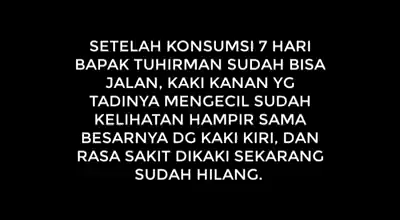 SETELAH KONSUMSI 7 HARI
BAPAK TUHIRMAN SUDAH BISA
JALAN, KAKI KANAN YG
TADINYA MENGECIL SUDAH
KELIHATAN HAMPIR SAMA
BESARNYA DG KAKI KIRI, DAN
RASA SAKIT DIKAKI SEKARANG
SUDAH HILANG.